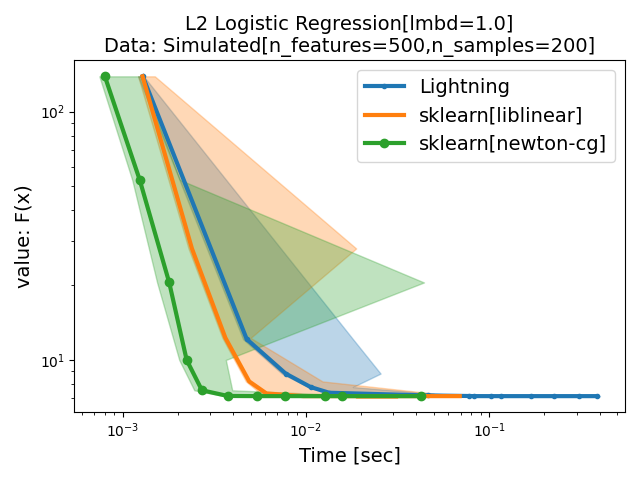 L2 Logistic Regression[lmbd=1.0]
Data: Simulated[n_features=500,n_samples=200]
Lightning
sklearn[liblinear]
sklearn[newton-cg]
value: F(x)
10²
10¹
10⁻³
10⁻²
10⁻¹
Time [sec]